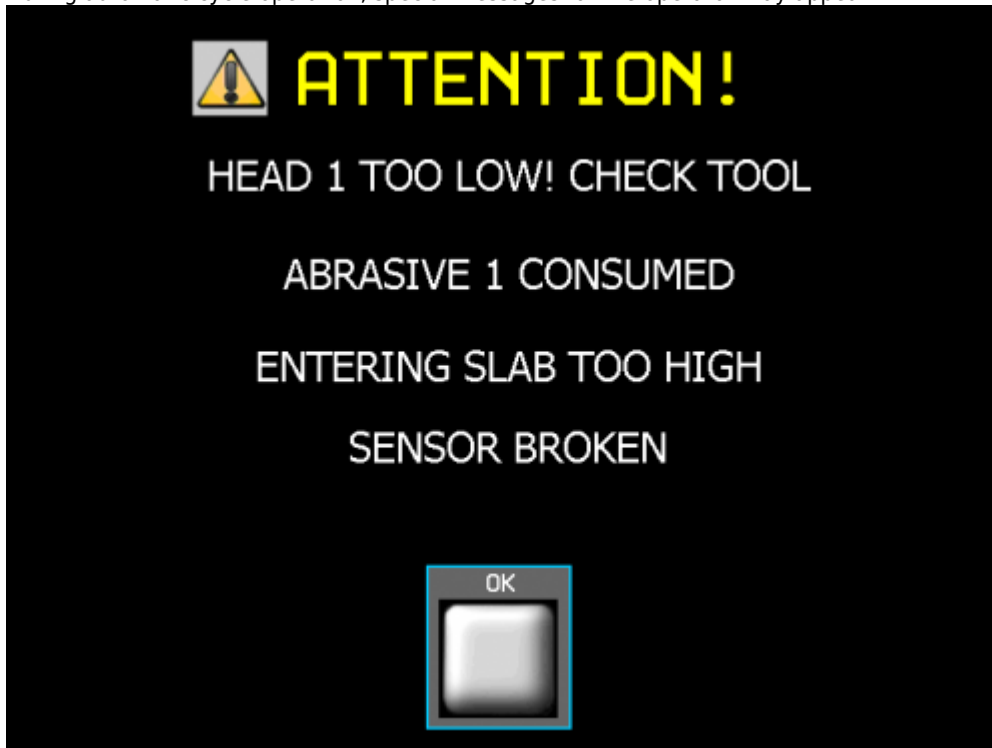 ATTENTION!
HEAD 1 TOO LOW! CHECK TOOL
ABRASIVE 1 CONSUMED
ENTERING SLAB TOO HIGH
SENSOR BROKEN
OK